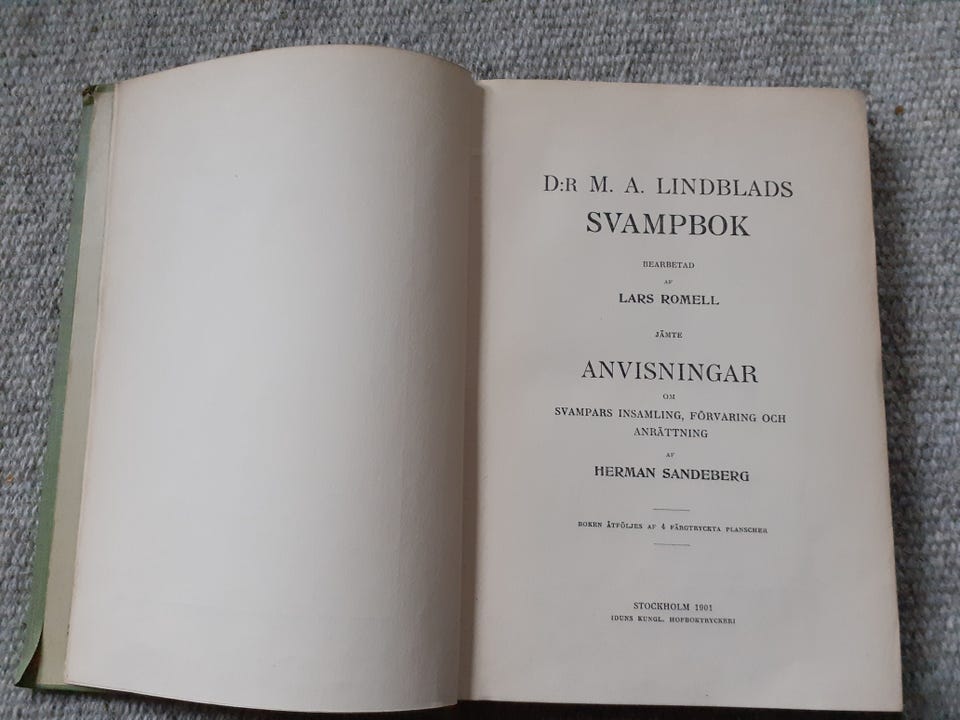 D:R M. A. LINDBLADS
SVAMPBOK
BEARBETAD
AF
LARS ROMELL
JÄMTE
ANVISNINGAR
OM
SVAMPARS INSAMLING, FÖRVARING OCH
ANRÄTTNING
AF
HERMAN SANDEBERG
BOKEN ÅTFÖLJES AF 4 FÄRGTRYCKTA PLANSCHER
STOCKHOLM 1901
IDUNS KUNGL. HOFBOKTRYCKERI